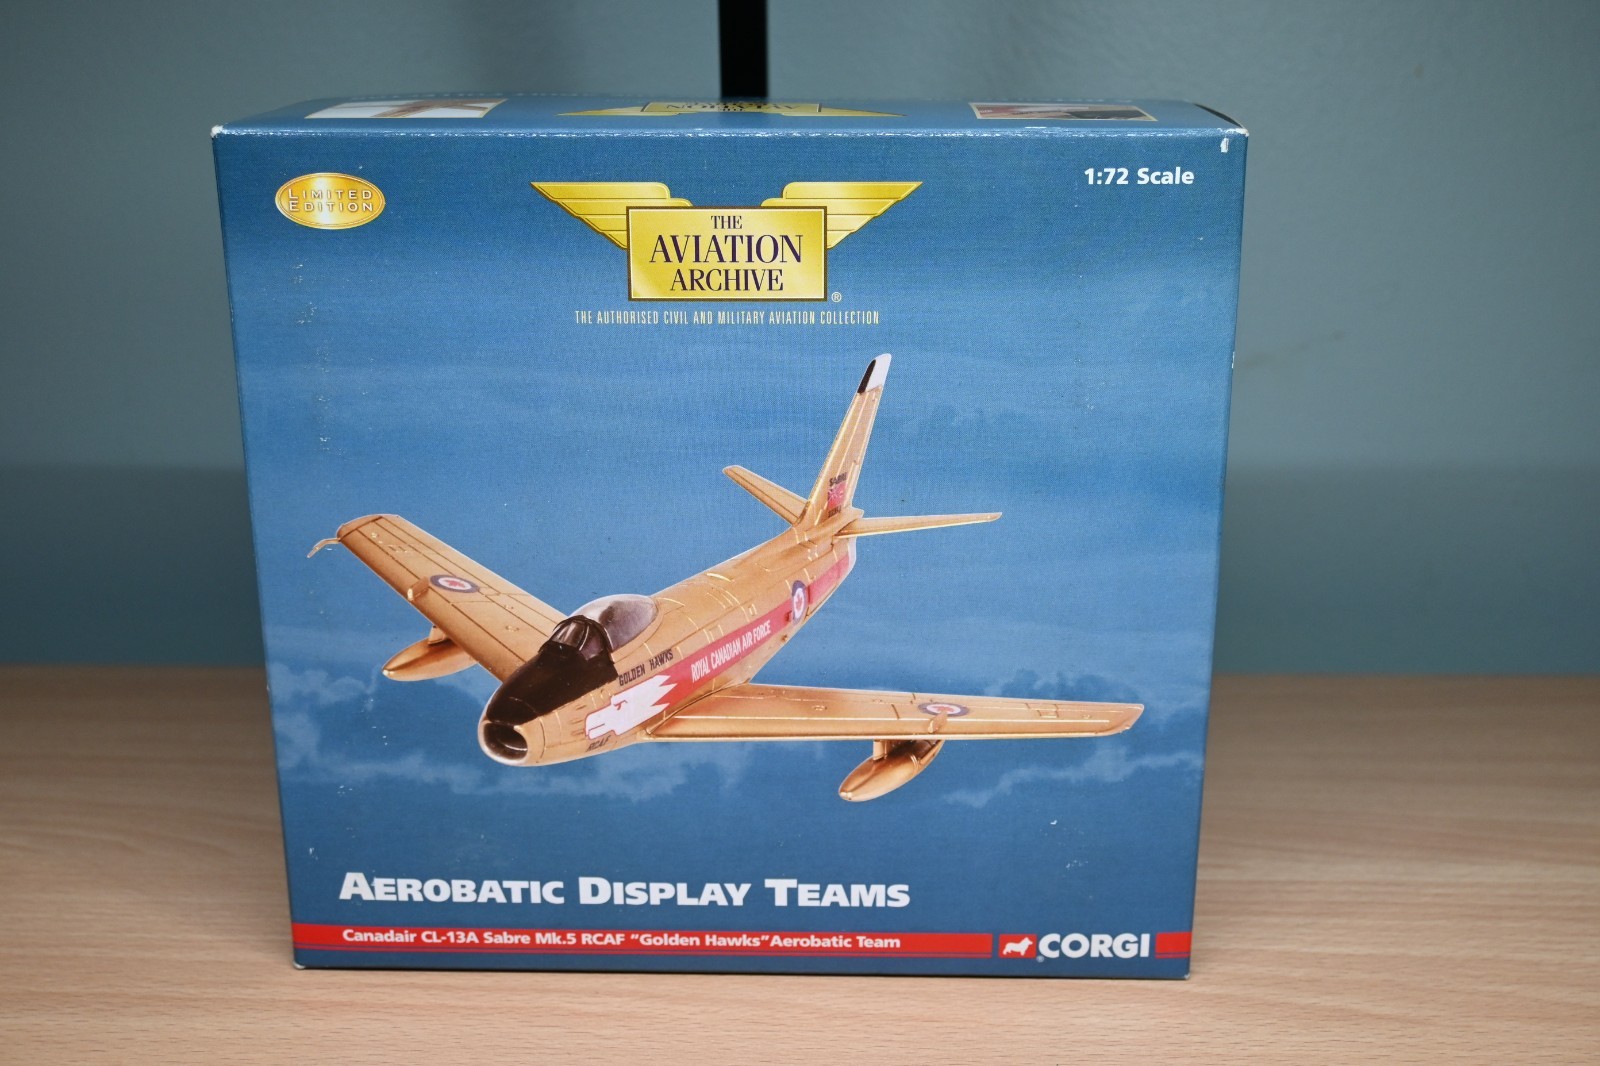 LIMITED
EDITION
1:72 Scale
THE
AVIATION
ARCHIVE
®
THE AUTHORISED CIVIL AND MILITARY AVIATION COLLECTION
GOLDEN HAWKS
ROYAL CANADIAN AIR FORCE
RCAF
AEROBATIC DISPLAY TEAMS
Canadair CL-13A Sabre Mk.5 RCAF "Golden Hawks" Aerobatic Team
CORGI